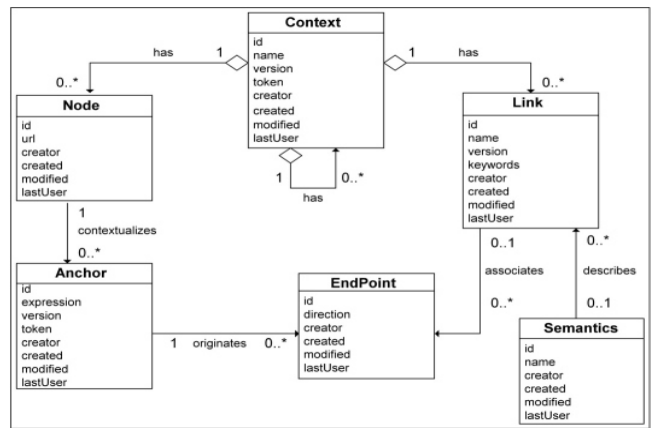 Context
id
name
version
token
creator
created
modified
lastUser
has
1
1
has
0..*
0..*
Node
id
url
creator
created
modified
lastUser
Link
id
name
version
keywords
creator
created
modified
lastUser
1
0..*
has
1
contextualizes
0..*
0..1
associates
0..*
0..*
describes
0..1
Anchor
id
expression
version
token
creator
created
modified
lastUser
1
originates
0..*
EndPoint
id
direction
creator
created
modified
lastUser
Semantics
id
name
creator
created
modified
lastUser